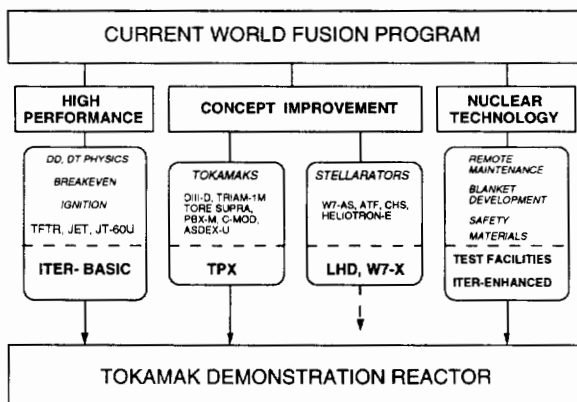 CURRENT WORLD FUSION PROGRAM
HIGH
PERFORMANCE
CONCEPT IMPROVEMENT
NUCLEAR
TECHNOLOGY
DD, DT PHYSICS
BREAKEVEN
IGNITION
TFTR, JET, JT-60U
ITER- BASIC
TOKAMAKS
DIII-D, TRIAM-1M
TORE SUPRA,
PBX-M, C-MOD,
ASDEX-U
TPX
STELLARATORS
W7-AS, ATF, CHS,
HELIOTRON-E
LHD, W7-X
REMOTE
MAINTENANCE
BLANKET
DEVELOPMENT
SAFETY
MATERIALS
TEST FACILITIES
ITER-ENHANCED
TOKAMAK DEMONSTRATION REACTOR